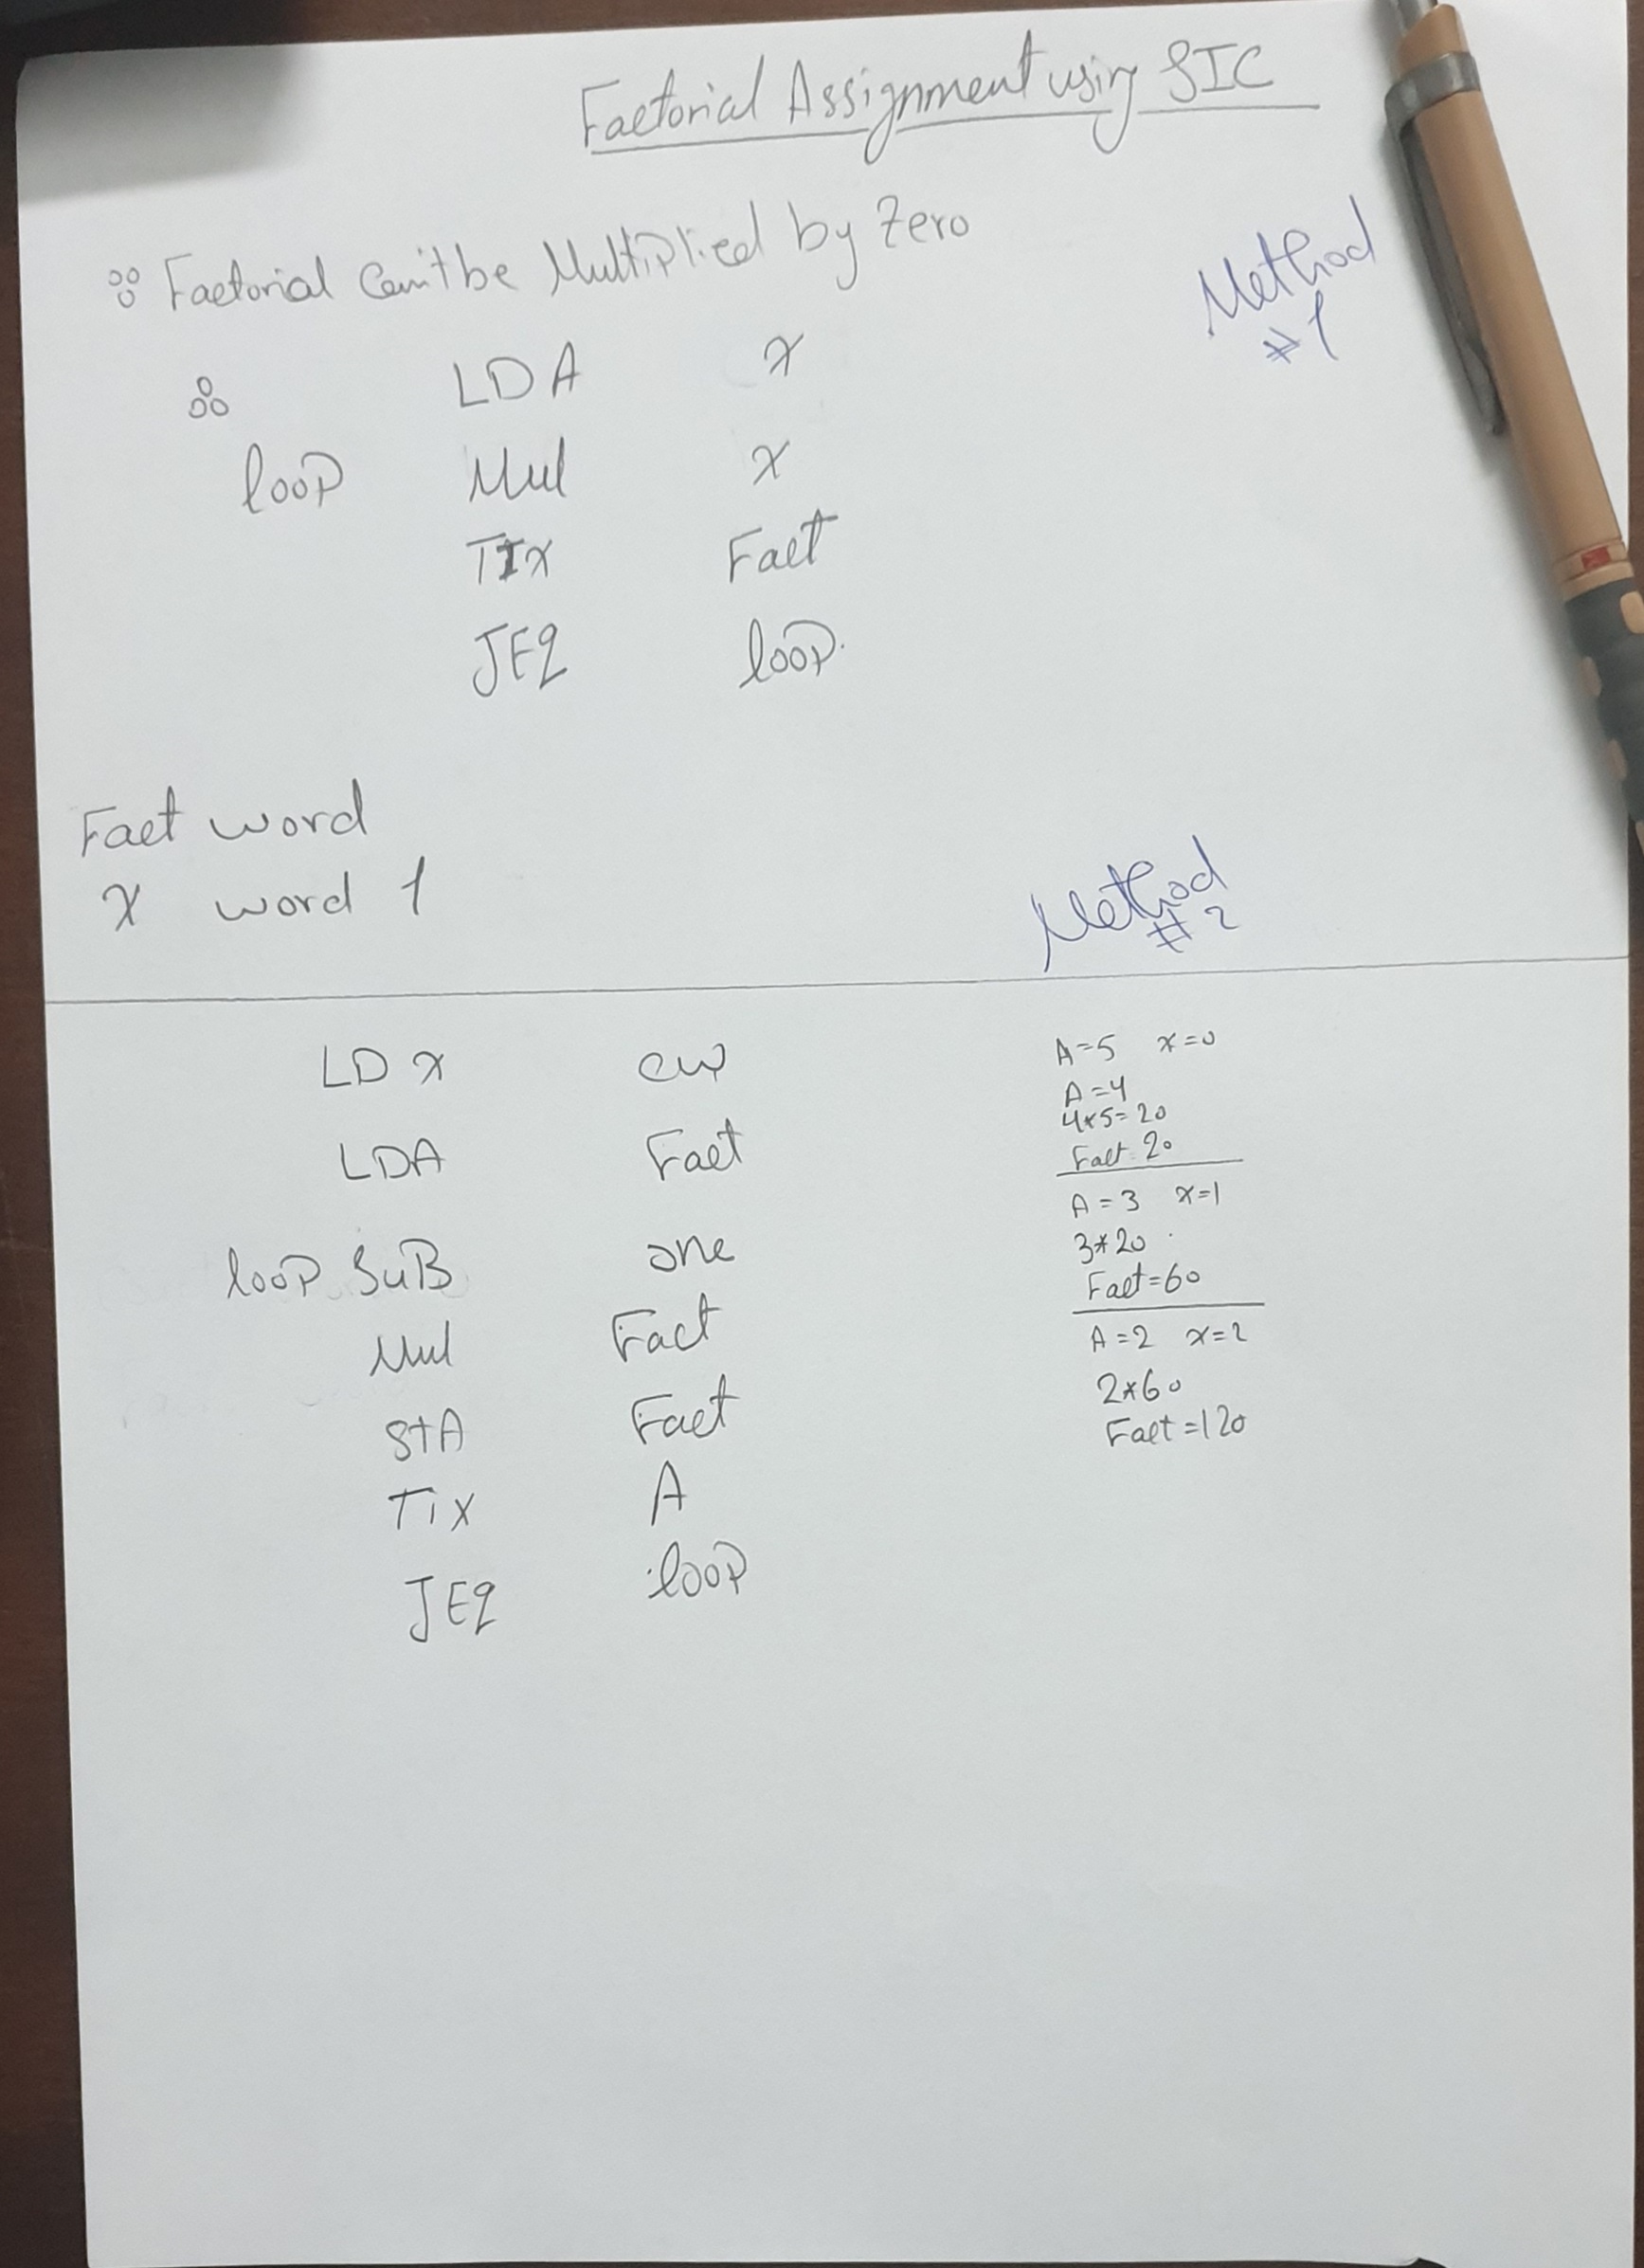 Factorial Assignment using SIC
∵ Factorial Can't be Multiplied by Zero
Method
#1
∴ LDA x
loop Mul x
TIX Fact
JEQ loop
Fact word
x word 1
Method
#2
LD x
LDA Fact
loop SuB one
Mul Fact
StA Fact
Tix A
JEQ loop
A=5 x=0
A=4
4*5=20
Fact 20
A=3 x=1
3*20
Fact=60
A=2 x=2
2*60
Fact=120